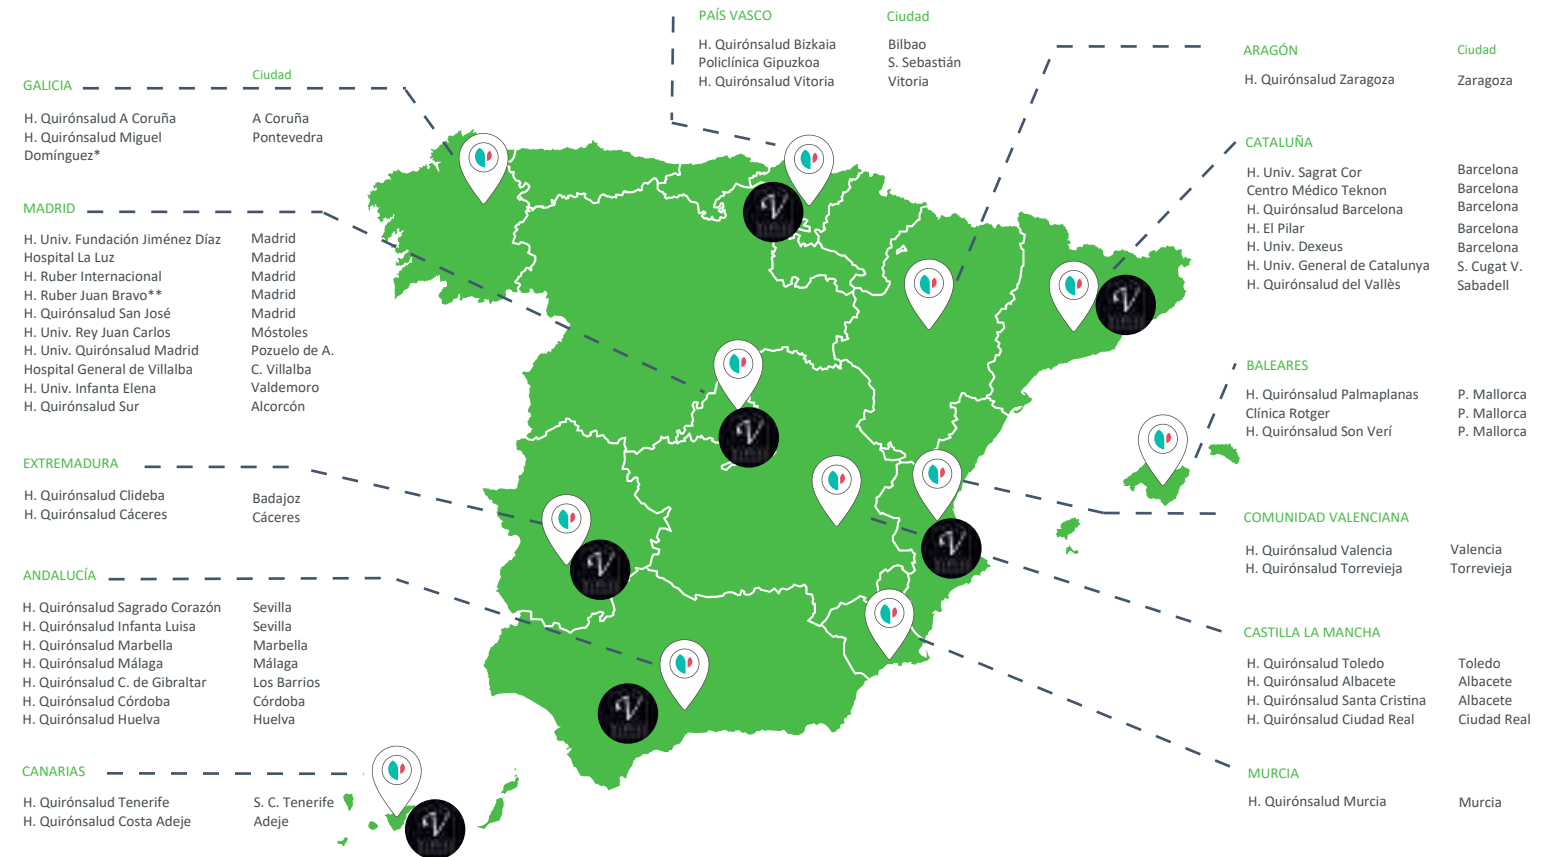 GALICIA Ciudad
H. Quirónsalud A Coruña A Coruña
H. Quirónsalud Miguel Pontevedra
Domínguez*
MADRID
H. Univ. Fundación Jiménez Díaz Madrid
Hospital La Luz Madrid
H. Ruber Internacional Madrid
H. Ruber Juan Bravo** Madrid
H. Quirónsalud San José Madrid
H. Univ. Rey Juan Carlos Móstoles
H. Univ. Quirónsalud Madrid Pozuelo de A.
Hospital General de Villalba C. Villalba
H. Univ. Infanta Elena Valdemoro
H. Quirónsalud Sur Alcorcón
EXTREMADURA
H. Quirónsalud Clideba Badajoz
H. Quirónsalud Cáceres Cáceres
ANDALUCÍA
H. Quirónsalud Sagrado Corazón Sevilla
H. Quirónsalud Infanta Luisa Sevilla
H. Quirónsalud Marbella Marbella
H. Quirónsalud Málaga Málaga
H. Quirónsalud C. de Gibraltar Los Barrios
H. Quirónsalud Córdoba Córdoba
H. Quirónsalud Huelva Huelva
CANARIAS
H. Quirónsalud Tenerife S. C. Tenerife
H. Quirónsalud Costa Adeje Adeje
PAÍS VASCO Ciudad
H. Quirónsalud Bizkaia Bilbao
Policlínica Gipuzkoa S. Sebastián
H. Quirónsalud Vitoria Vitoria
ARAGÓN Ciudad
H. Quirónsalud Zaragoza Zaragoza
CATALUÑA
H. Univ. Sagrat Cor Barcelona
Centro Médico Teknon Barcelona
H. Quirónsalud Barcelona Barcelona
H. El Pilar Barcelona
H. Univ. Dexeus Barcelona
H. Univ. General de Catalunya S. Cugat V.
H. Quirónsalud del Vallès Sabadell
BALEARES
H. Quirónsalud Palmaplanas P. Mallorca
Clínica Rotger P. Mallorca
H. Quirónsalud Son Verí P. Mallorca
COMUNIDAD VALENCIANA
H. Quirónsalud Valencia Valencia
H. Quirónsalud Torrevieja Torrevieja
CASTILLA LA MANCHA
H. Quirónsalud Toledo Toledo
H. Quirónsalud Albacete Albacete
H. Quirónsalud Santa Cristina Albacete
H. Quirónsalud Ciudad Real Ciudad Real
MURCIA
H. Quirónsalud Murcia Murcia